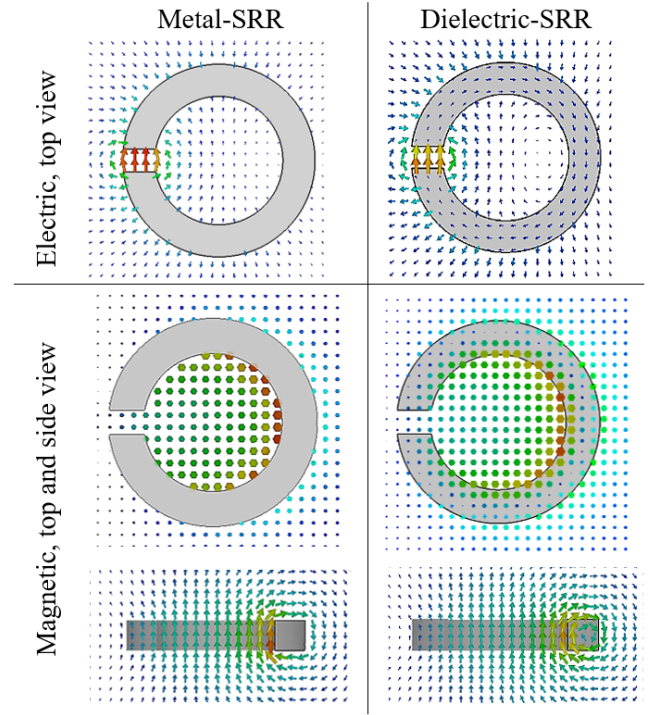 Metal-SRR
Dielectric-SRR
Electric, top view
Magnetic, top and side view